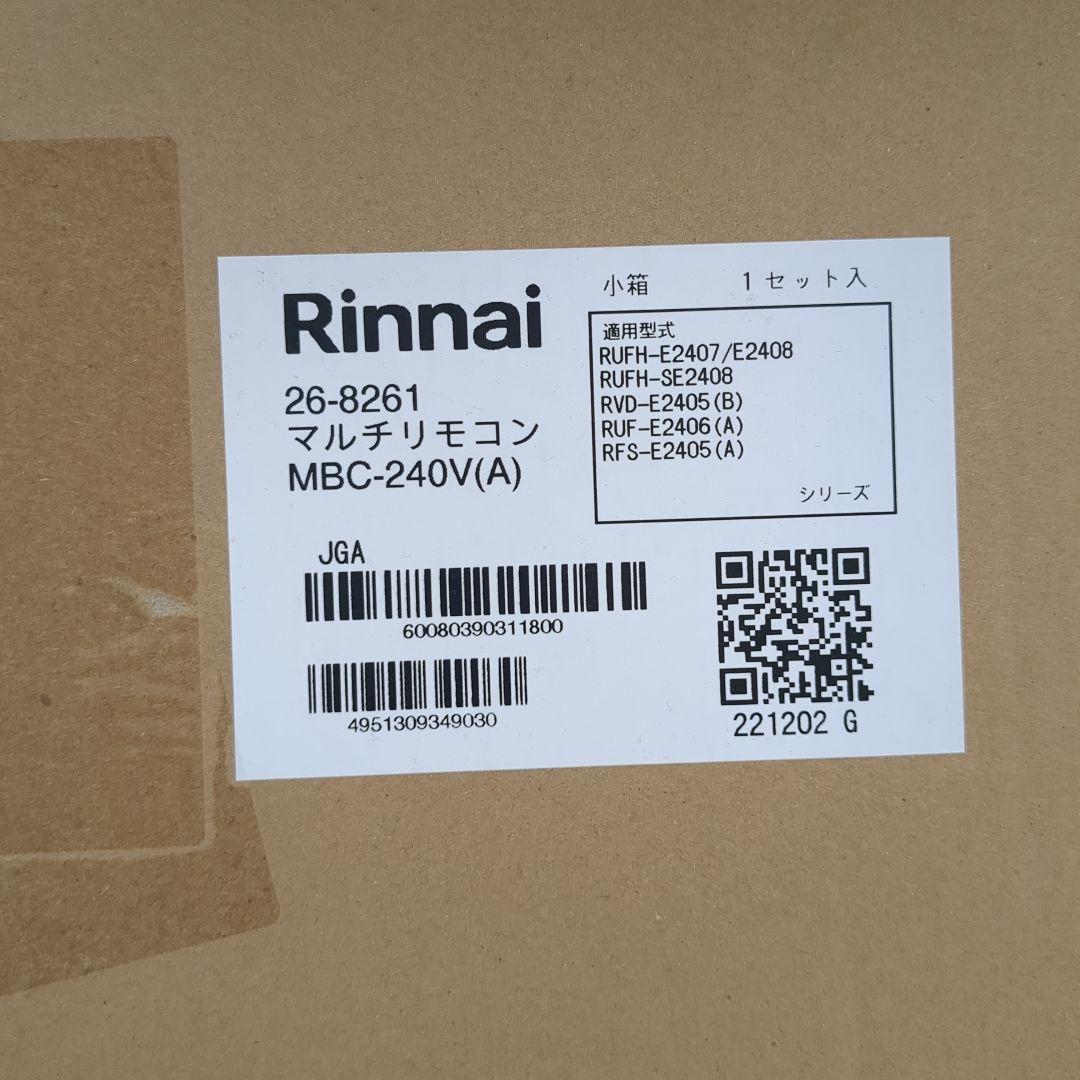 Rinnai
26-8261
マルチリモコン
MBC-240V(A)
小箱 1セット入
適用型式
RUFH-E2407/E2408
RUFH-SE2408
RVD-E2405(B)
RUF-E2406(A)
RFS-E2405(A)
シリーズ
JGA
60080390311800
4951309349030
221202 G